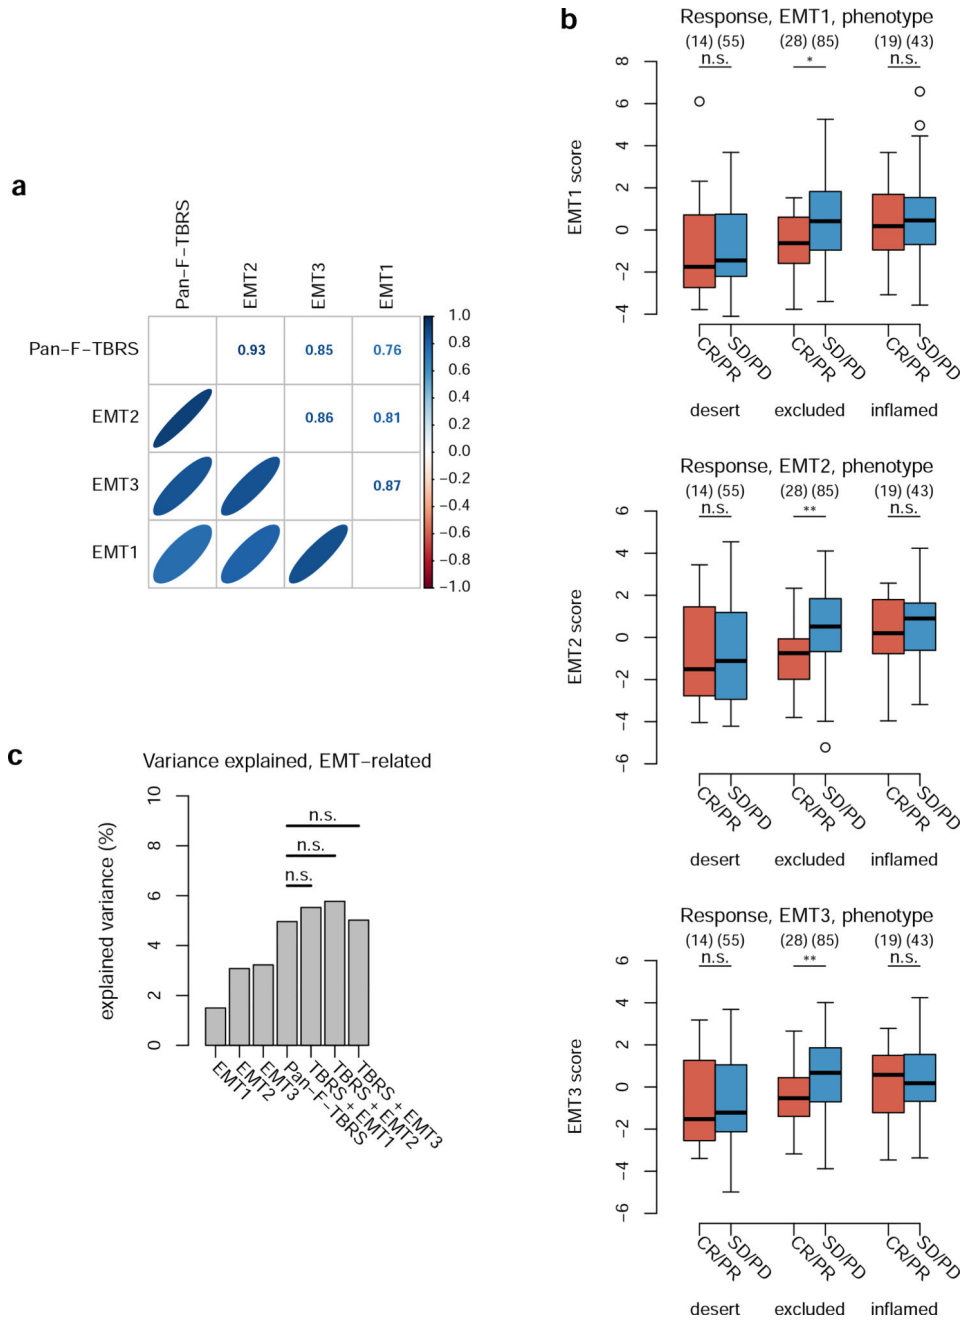 a
Pan-F-TBRS
EMT2
EMT3
EMT1
Pan-F-TBRS
0.93
0.85
0.76
EMT2
0.86
0.81
EMT3
0.87
EMT1
1.0
0.8
0.6
0.4
0.2
0.0
-0.2
-0.4
-0.6
-0.8
-1.0
b
Response, EMT1, phenotype
(14) (55)
(28) (85)
(19) (43)
n.s.
*
n.s.
EMT1 score
8
6
4
2
0
-2
-4
CR/PR
SD/PD
CR/PR
SD/PD
CR/PR
SD/PD
desert
excluded
inflamed
Response, EMT2, phenotype
(14) (55)
(28) (85)
(19) (43)
n.s.
**
n.s.
EMT2 score
6
4
2
0
-2
-4
-6
CR/PR
SD/PD
CR/PR
SD/PD
CR/PR
SD/PD
desert
excluded
inflamed
Response, EMT3, phenotype
(14) (55)
(28) (85)
(19) (43)
n.s.
**
n.s.
EMT3 score
6
4
2
0
-2
-4
-6
CR/PR
SD/PD
CR/PR
SD/PD
CR/PR
SD/PD
desert
excluded
inflamed
c
Variance explained, EMT-related
explained variance (%)
10
8
6
4
2
0
n.s.
n.s.
n.s.
EMT1
EMT2
EMT3
Pan-F-TBRS
TBRS + EMT1
TBRS + EMT2
TBRS + EMT3